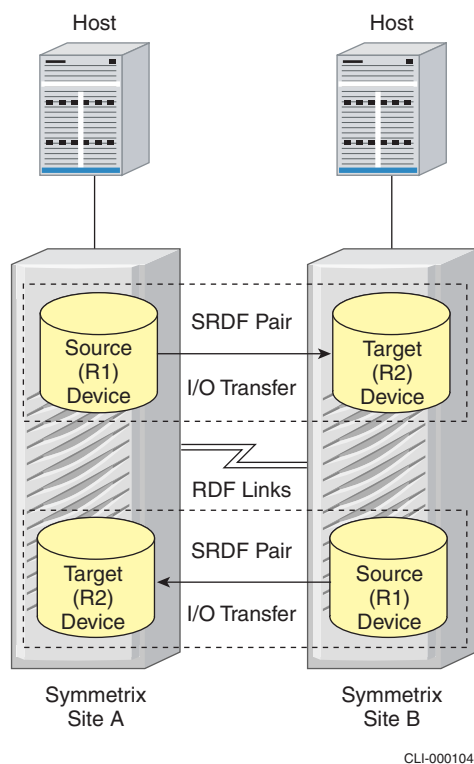 Host
Host
Source
(R1)
Device
SRDF Pair
I/O Transfer
Target
(R2)
Device
RDF Links
Target
(R2)
Device
SRDF Pair
I/O Transfer
Source
(R1)
Device
Symmetrix
Site A
Symmetrix
Site B
CLI-000104